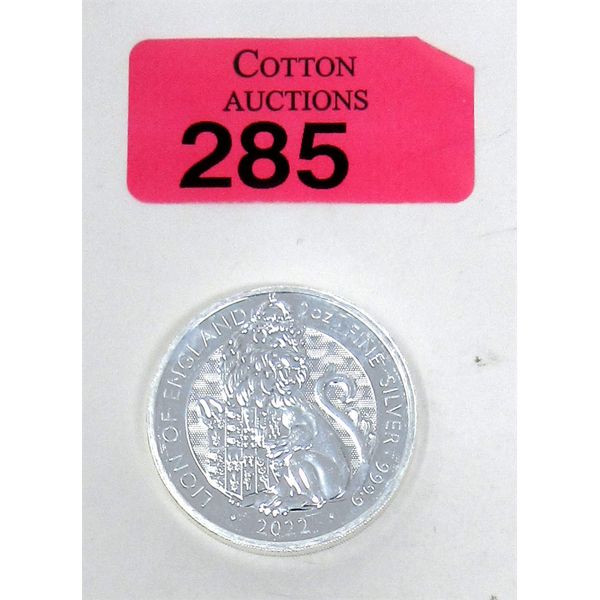 COTTON
AUCTIONS
285
LION OF ENGLAND 2oz FINE SILVER 999.9
2022